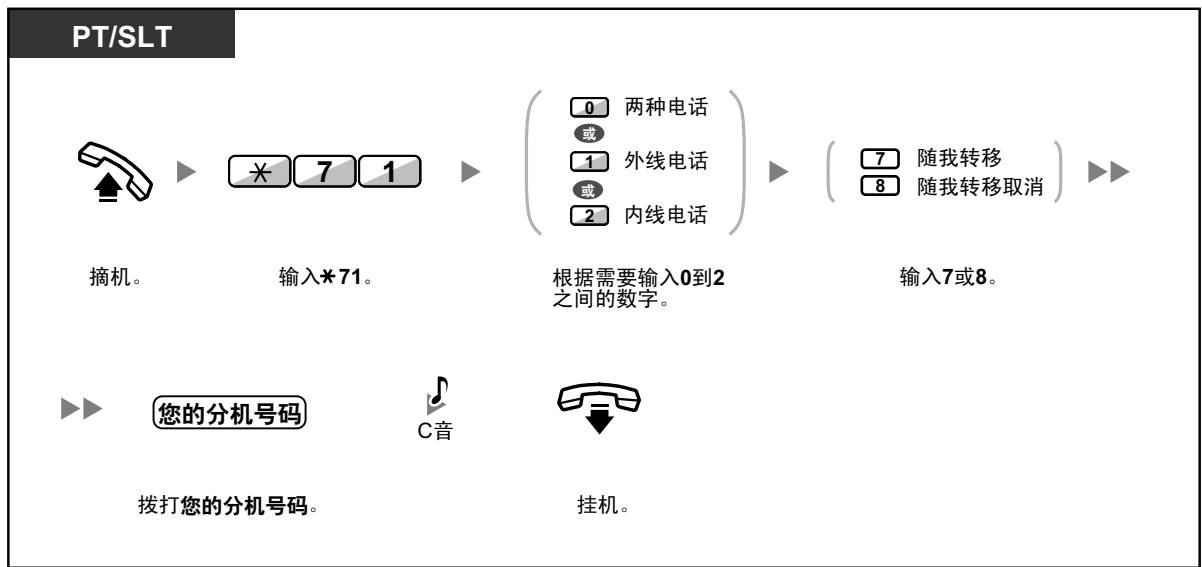 PT/SLT
0 两种电话
或
1 外线电话
或
2 内线电话
✳ 7 1
7 随我转移
8 随我转移取消
摘机。
输入✳71。
根据需要输入0到2
之间的数字。
输入7或8。
您的分机号码
C音
拨打您的分机号码。
挂机。